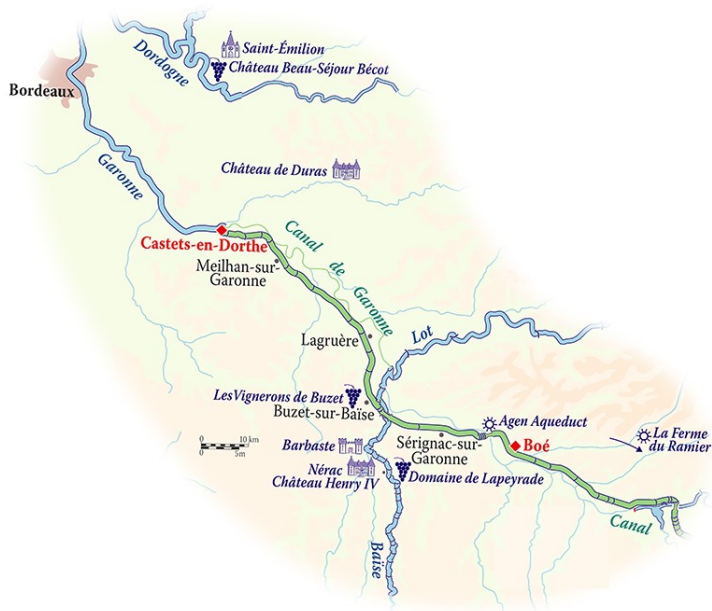 Saint-Émilion
Dordogne
Château Beau-Séjour Bécot
Bordeaux
Garonne
Château de Duras
Castets-en-Dorthe
Canal de Garonne
Meilhan-sur-
Garonne
Lagruère
Lot
Les Vignerons de Buzet
Buzet-sur-Baïse
Agen Aqueduct
La Ferme
du Ramier
Sérignac-sur-
Garonne
Boé
0 10 km
0 5m
Barbaste
Nérac
Château Henry IV
Domaine de Lapeyrade
Canal
Baïse